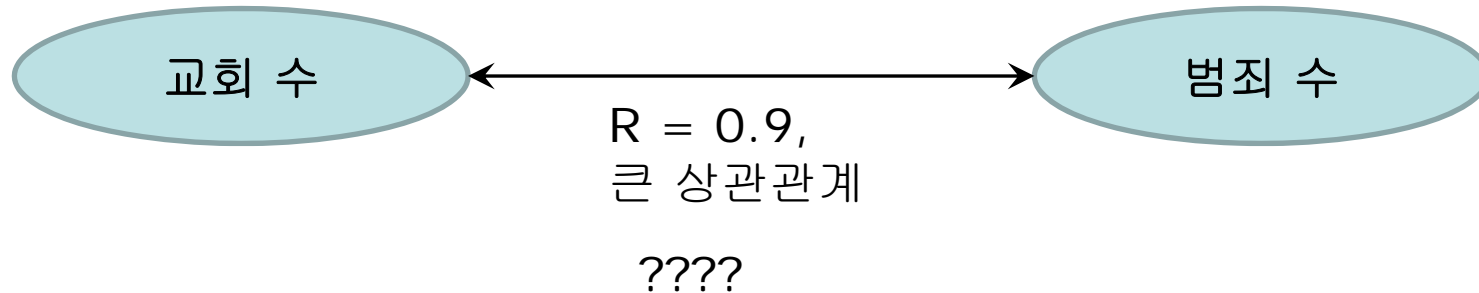 교회 수
범죄 수
R = 0.9,
큰 상관관계
????